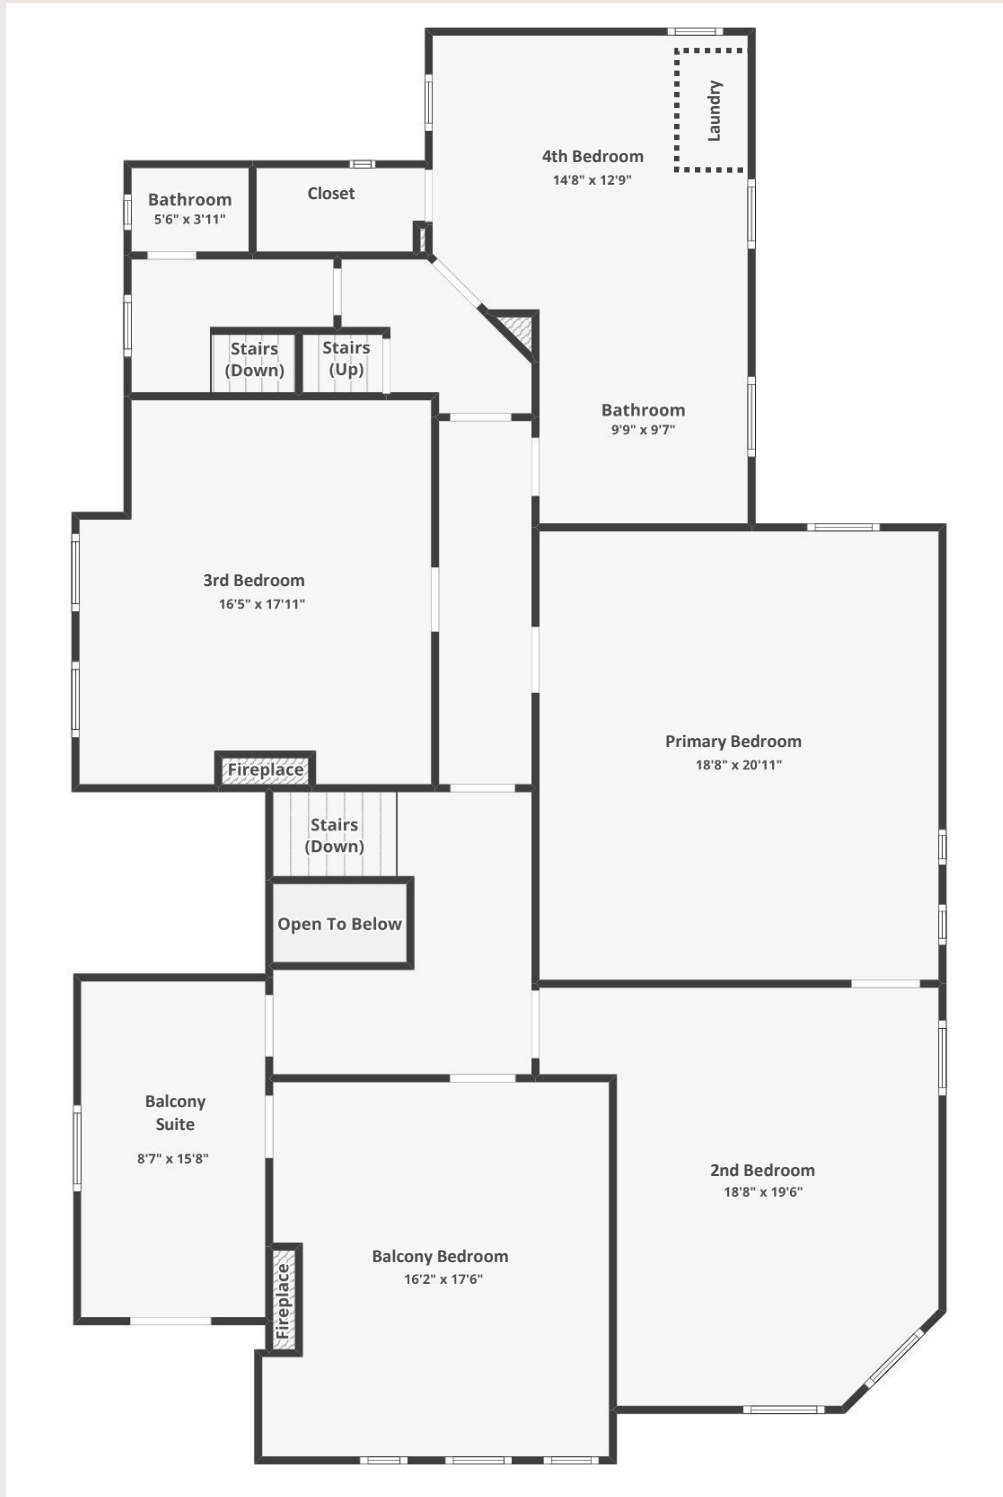 Laundry
4th Bedroom
14'8" x 12'9"
Closet
Bathroom
5'6" x 3'11"
Stairs
(Down)
Stairs
(Up)
Bathroom
9'9" x 9'7"
3rd Bedroom
16'5" x 17'11"
Primary Bedroom
18'8" x 20'11"
Fireplace
Stairs
(Down)
Open To Below
Balcony
Suite
8'7" x 15'8"
2nd Bedroom
18'8" x 19'6"
Balcony Bedroom
16'2" x 17'6"
Fireplace